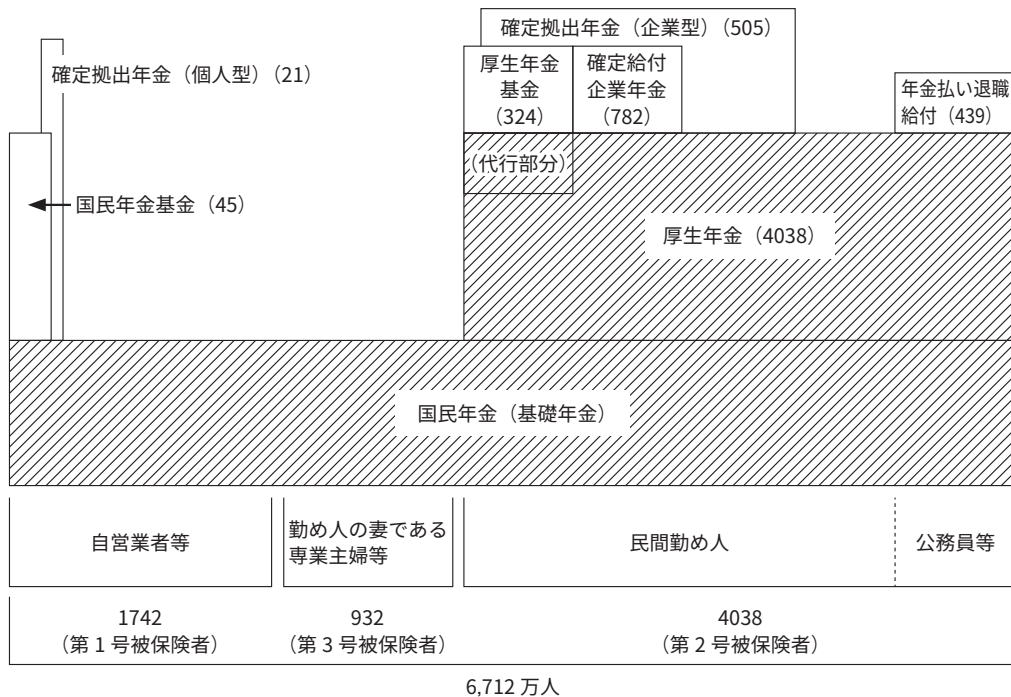 確定拠出年金（企業型）（505）
確定拠出年金（個人型）（21）
厚生年金
基金
（324）
確定給付
企業年金
（782）
年金払い退職
給付（439）
（代行部分）
国民年金基金（45）
厚生年金（4038）
国民年金（基礎年金）
自営業者等
勤め人の妻である
専業主婦等
民間勤め人
公務員等
1742
（第1号被保険者）
932
（第3号被保険者）
4038
（第2号被保険者）
6,712 万人